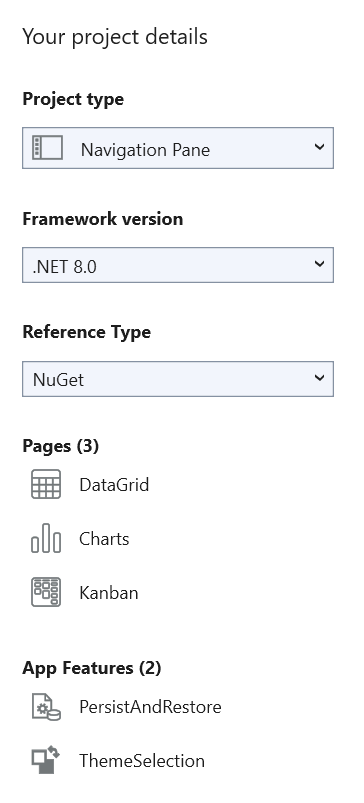 Your project details
Project type
Navigation Pane
Framework version
.NET 8.0
Reference Type
NuGet
Pages (3)
DataGrid
Charts
Kanban
App Features (2)
PersistAndRestore
ThemeSelection